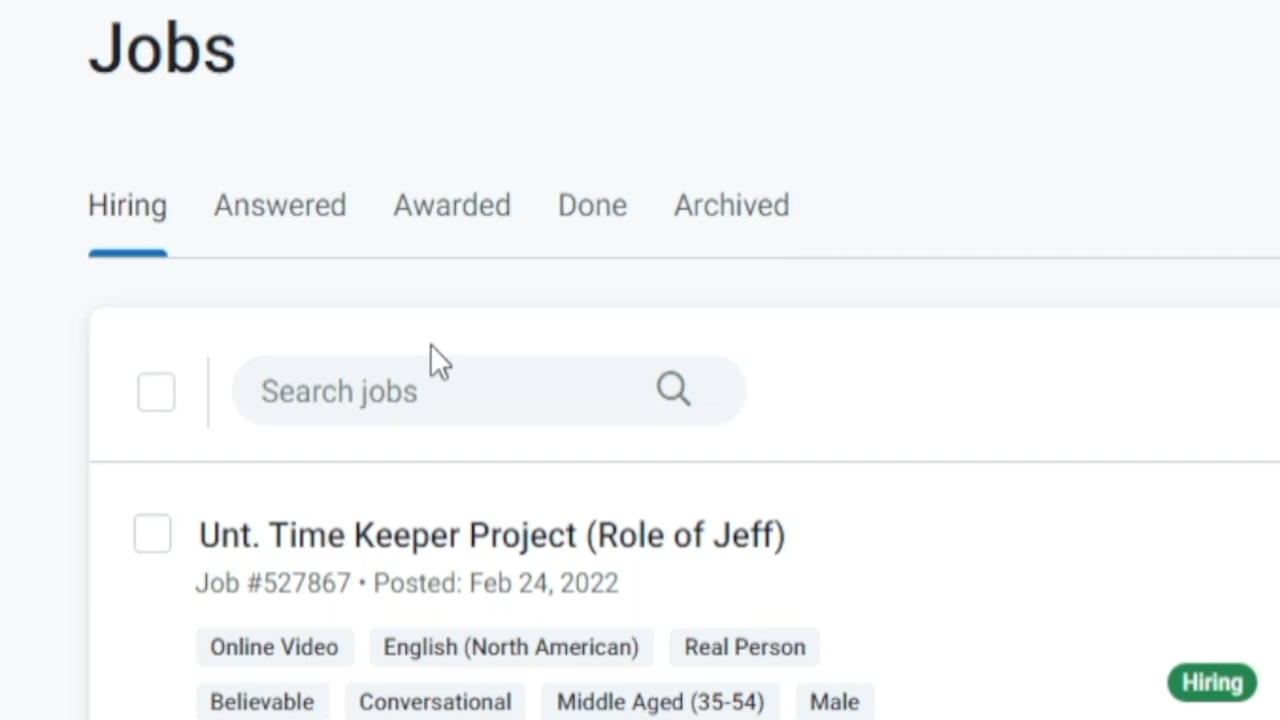 Jobs
Hiring Answered Awarded Done Archived
Search jobs
Unt. Time Keeper Project (Role of Jeff)
Job #527867 • Posted: Feb 24, 2022
Online Video English (North American) Real Person
Believable Conversational Middle Aged (35-54) Male
Hiring